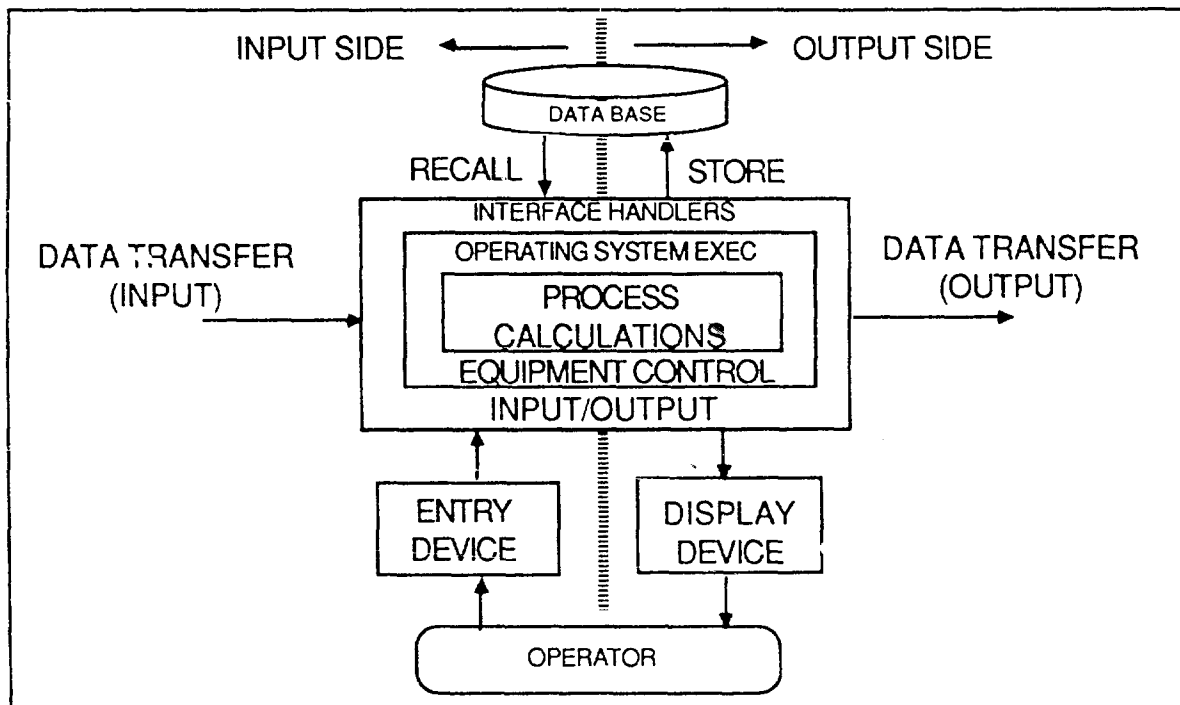 INPUT SIDE
OUTPUT SIDE
DATA BASE
RECALL
STORE
INTERFACE HANDLERS
OPERATING SYSTEM EXEC
PROCESS
CALCULATIONS
EQUIPMENT CONTROL
INPUT/OUTPUT
DATA TRANSFER
(INPUT)
DATA TRANSFER
(OUTPUT)
ENTRY
DEVICE
DISPLAY
DEVICE
OPERATOR